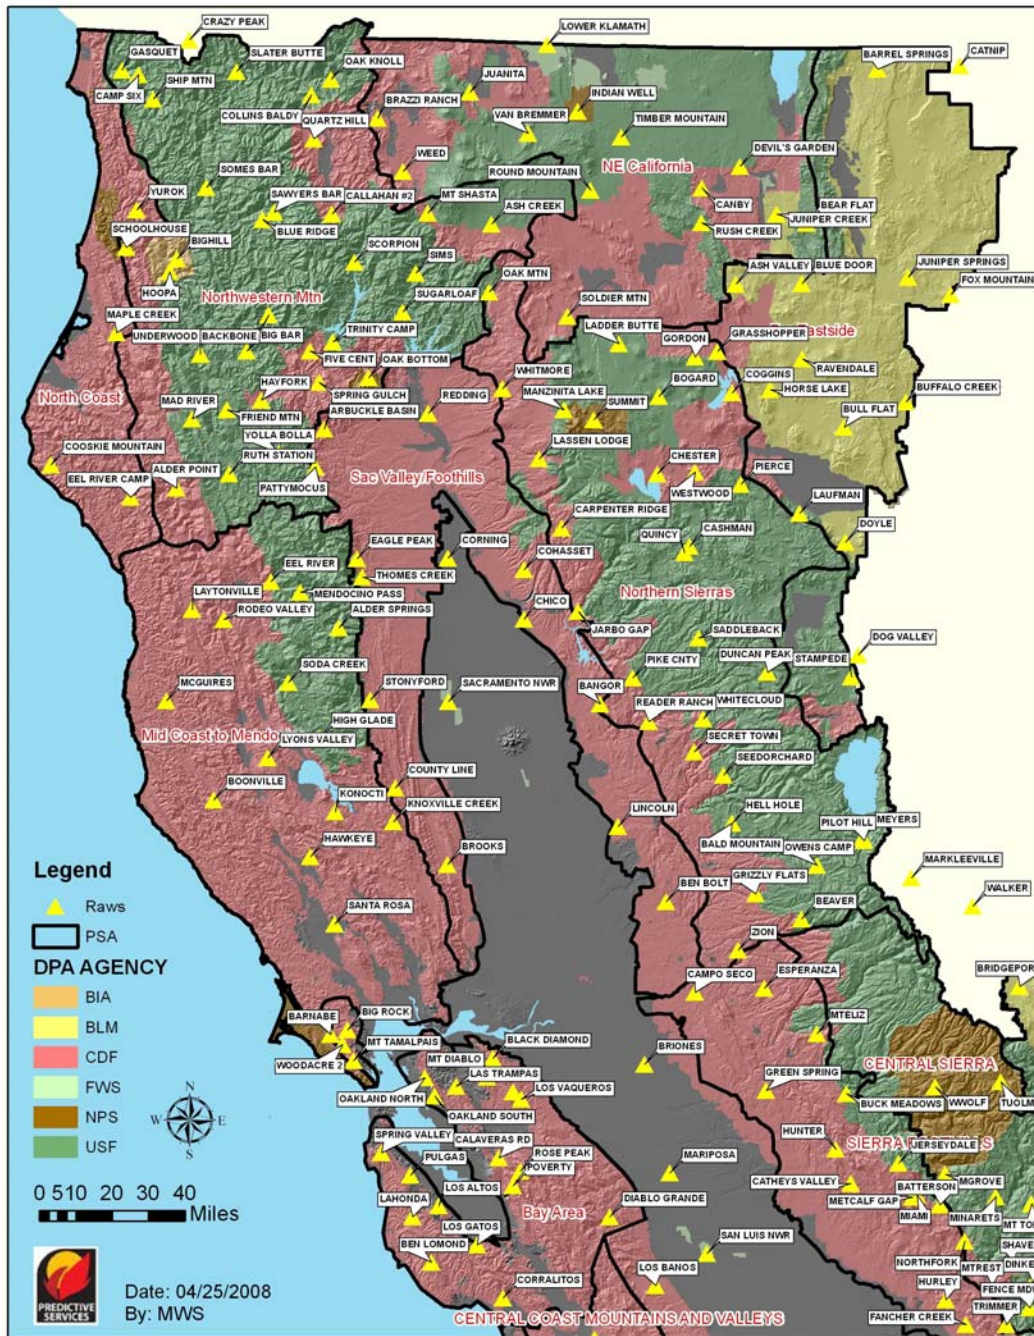 CRAZY PEAK
LOWER KLAMATH
GASQUET
SLATER BUTTE
BARREL SPRINGS
CATNIP
OAK KNOLL
CAMP SIX
SHIP MTN
JUANITA
INDIAN WELL
COLLINS BALDY
BRAZZI RANCH
QUARTZ HILL
VAN BREMMER
TIMBER MOUNTAIN
WEED
NE California
DEVIL'S GARDEN
SOMES BAR
ROUND MOUNTAIN
YUROK
SAWYERS BAR
CALLAHAN #2
MT SHASTA
CANBY
BEAR FLAT
ASH CREEK
JUNIPER CREEK
SCHOOLHOUSE
BLUE RIDGE
RUSH CREEK
BIGHILL
SCORPION
SIMS
ASH VALLEY
BLUE DOOR
OAK MTN
JUNIPER SPRINGS
FOX MOUNTAIN
HOOPA
Northwestern Mtn
SUGARLOAF
SOLDIER MTN
MAPLE CREEK
LADDER BUTTE
GRASSHOPPER
astside
UNDERWOOD
BACKBONE
BIG BAR
TRINITY CAMP
FIVE CENT
OAK BOTTOM
GORDON
RAVENDALE
WHITMORE
COGGINS
HAYFORK
SPRING GULCH
REDDING
BOGARD
HORSE LAKE
BUFFALO CREEK
North Coast
MAD RIVER
MANZINITA LAKE
SUMMIT
FRIEND MTN
ARBUCKLE BASIN
BULL FLAT
YOLLA BOLLA
COOSKIE MOUNTAIN
RUTH STATION
LASSEN LODGE
ALDER POINT
CHESTER
PIERCE
EEL RIVER CAMP
PATTYMOCUS
Sac Valley/Foothills
WESTWOOD
LAUFMAN
CARPENTER RIDGE
DOYLE
CASHMAN
QUINCY
EAGLE PEAK
CORNING
COHASSET
EEL RIVER
THOMES CREEK
LAYTONVILLE
MENDOCINO PASS
Northern Sierras
RODEO VALLEY
ALDER SPRINGS
CHICO
JARBO GAP
SADDLEBACK
DOG VALLEY
SODA CREEK
PIKE CNTY
DUNCAN PEAK
STAMPEDE
MCGUIRES
STONYFORD
SACRAMENTO NWR
BANGOR
READER RANCH
WHITECLOUD
HIGH GLADE
Mid Coast to Mendo
LYONS VALLEY
SECRET TOWN
SEEDORCHARD
COUNTY LINE
BOONVILLE
KONOCTI
KNOXVILLE CREEK
HELL HOLE
LINCOLN
PILOT HILL
MEYERS
HAWKEYE
BALD MOUNTAIN
OWENS CAMP
BROOKS
MARKLEEVILLE
GRIZZLY FLATS
BEN BOLT
WALKER
SANTA ROSA
BEAVER
ZION
CAMPO SECO
ESPERANZA
BRIDGEPOR
BARNABE
BIG ROCK
MTELIZ
MT TAMALPAIS
BLACK DIAMOND
WOODACRE 2
MT DIABLO
BRIONES
CENTRAL SIERRA
LAS TRAMPAS
LOS VAQUEROS
GREEN SPRING
OAKLAND NORTH
BUCK MEADOWS
WWOLF
TUOLM
OAKLAND SOUTH
SPRING VALLEY
CALAVERAS RD
HUNTER
JERSEYDALE
ROSE PEAK
PULGAS
POVERTY
MARIPOSA
CATHEYS VALLEY
MGROVE
LOS ALTOS
BATTERSON
LAHONDA
DIABLO GRANDE
METCALF GAP
Bay Area
MIAMI
MINARETS
MT TO
LOS GATOS
SAN LUIS NWR
SHAVE
BEN LOMOND
NORTHFORK
MTREST
DINKE
LOS BANOS
HURLEY
FENCE MD
CORRALITOS
TRIMMER
CENTRAL COAST MOUNTAINS AND VALLEYS
FANCHER CREEK
Legend
Raws
PSA
DPA AGENCY
BIA
BLM
CDF
FWS
NPS
USF
N
W
E
S
0 5 10 20 30 40
Miles
PREDICTIVE
SERVICES
Date: 04/25/2008
By: MWS